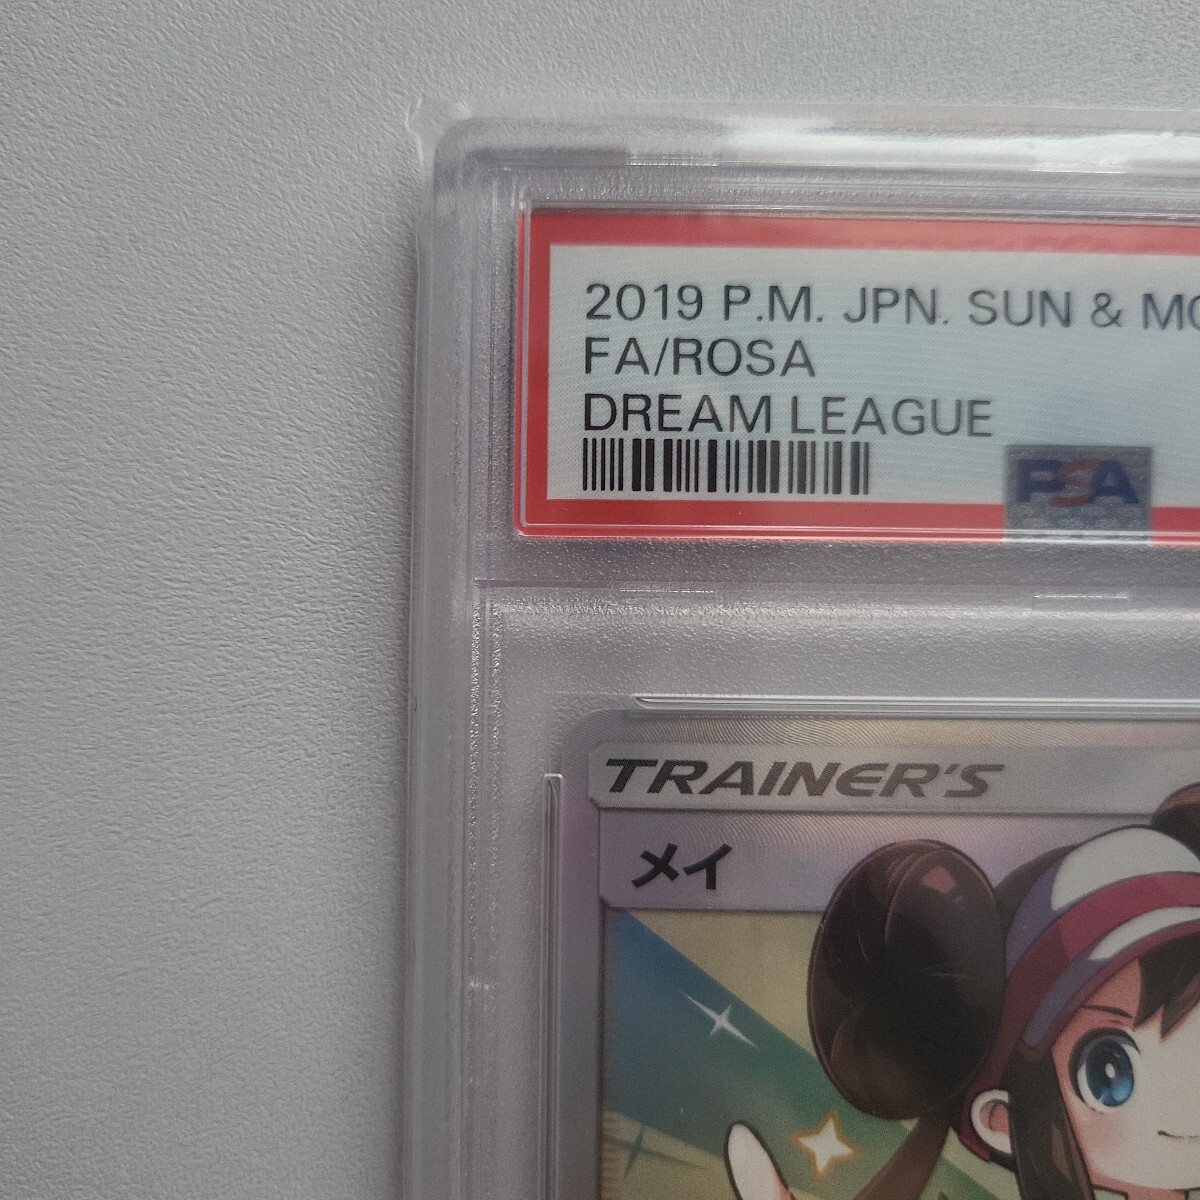 2019 P.M. JPN. SUN & MO
FA/ROSA
DREAM LEAGUE
PSA
TRAINER'S
メイ